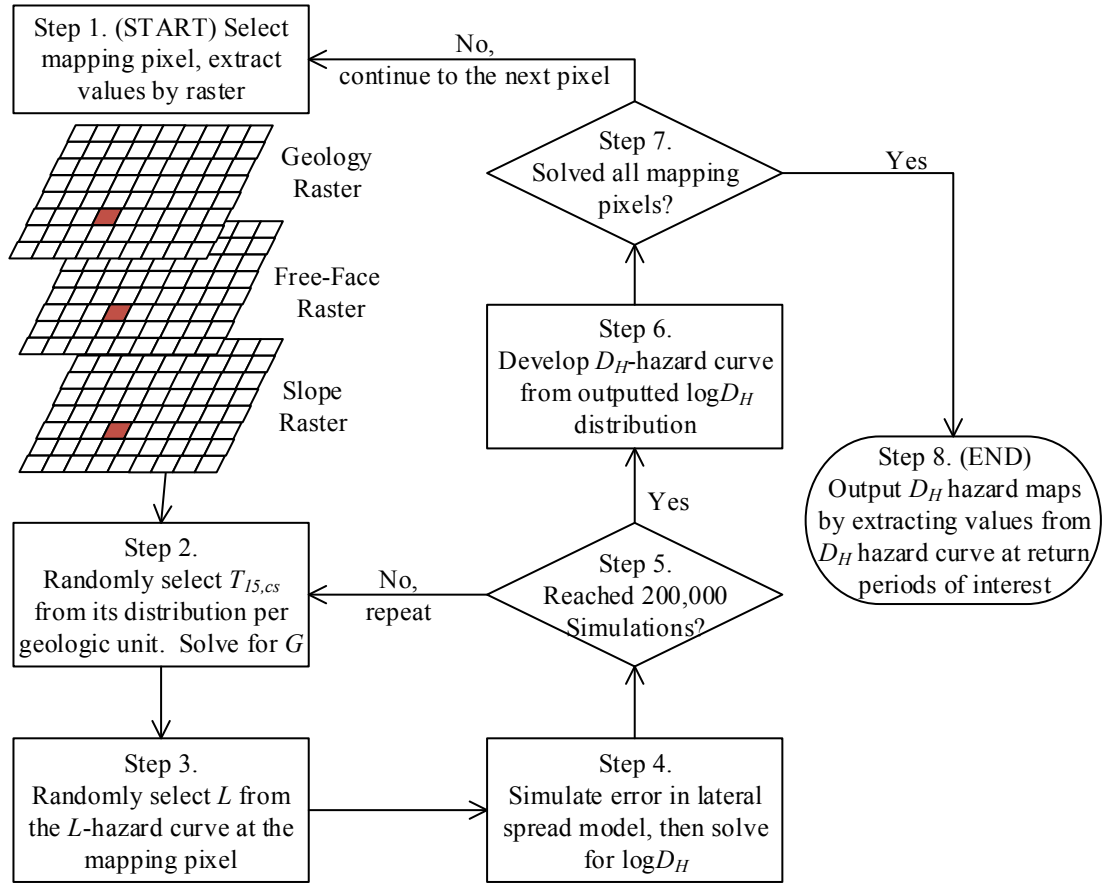 Step 1. (START) Select
mapping pixel, extract
values by raster
Geology
Raster
Free-Face
Raster
Slope
Raster
Step 2.
Randomly select T15,cs
from its distribution per
geologic unit. Solve for G
Step 3.
Randomly select L from
the L-hazard curve at the
mapping pixel
Step 4.
Simulate error in lateral
spread model, then solve
for logDH
Step 5.
Reached 200,000
Simulations?
No,
repeat
Yes
Step 6.
Develop DH-hazard curve
from outputted logDH
distribution
Step 7.
Solved all mapping
pixels?
No,
continue to the next pixel
Yes
Step 8. (END)
Output DH hazard maps
by extracting values from
DH hazard curve at return
periods of interest